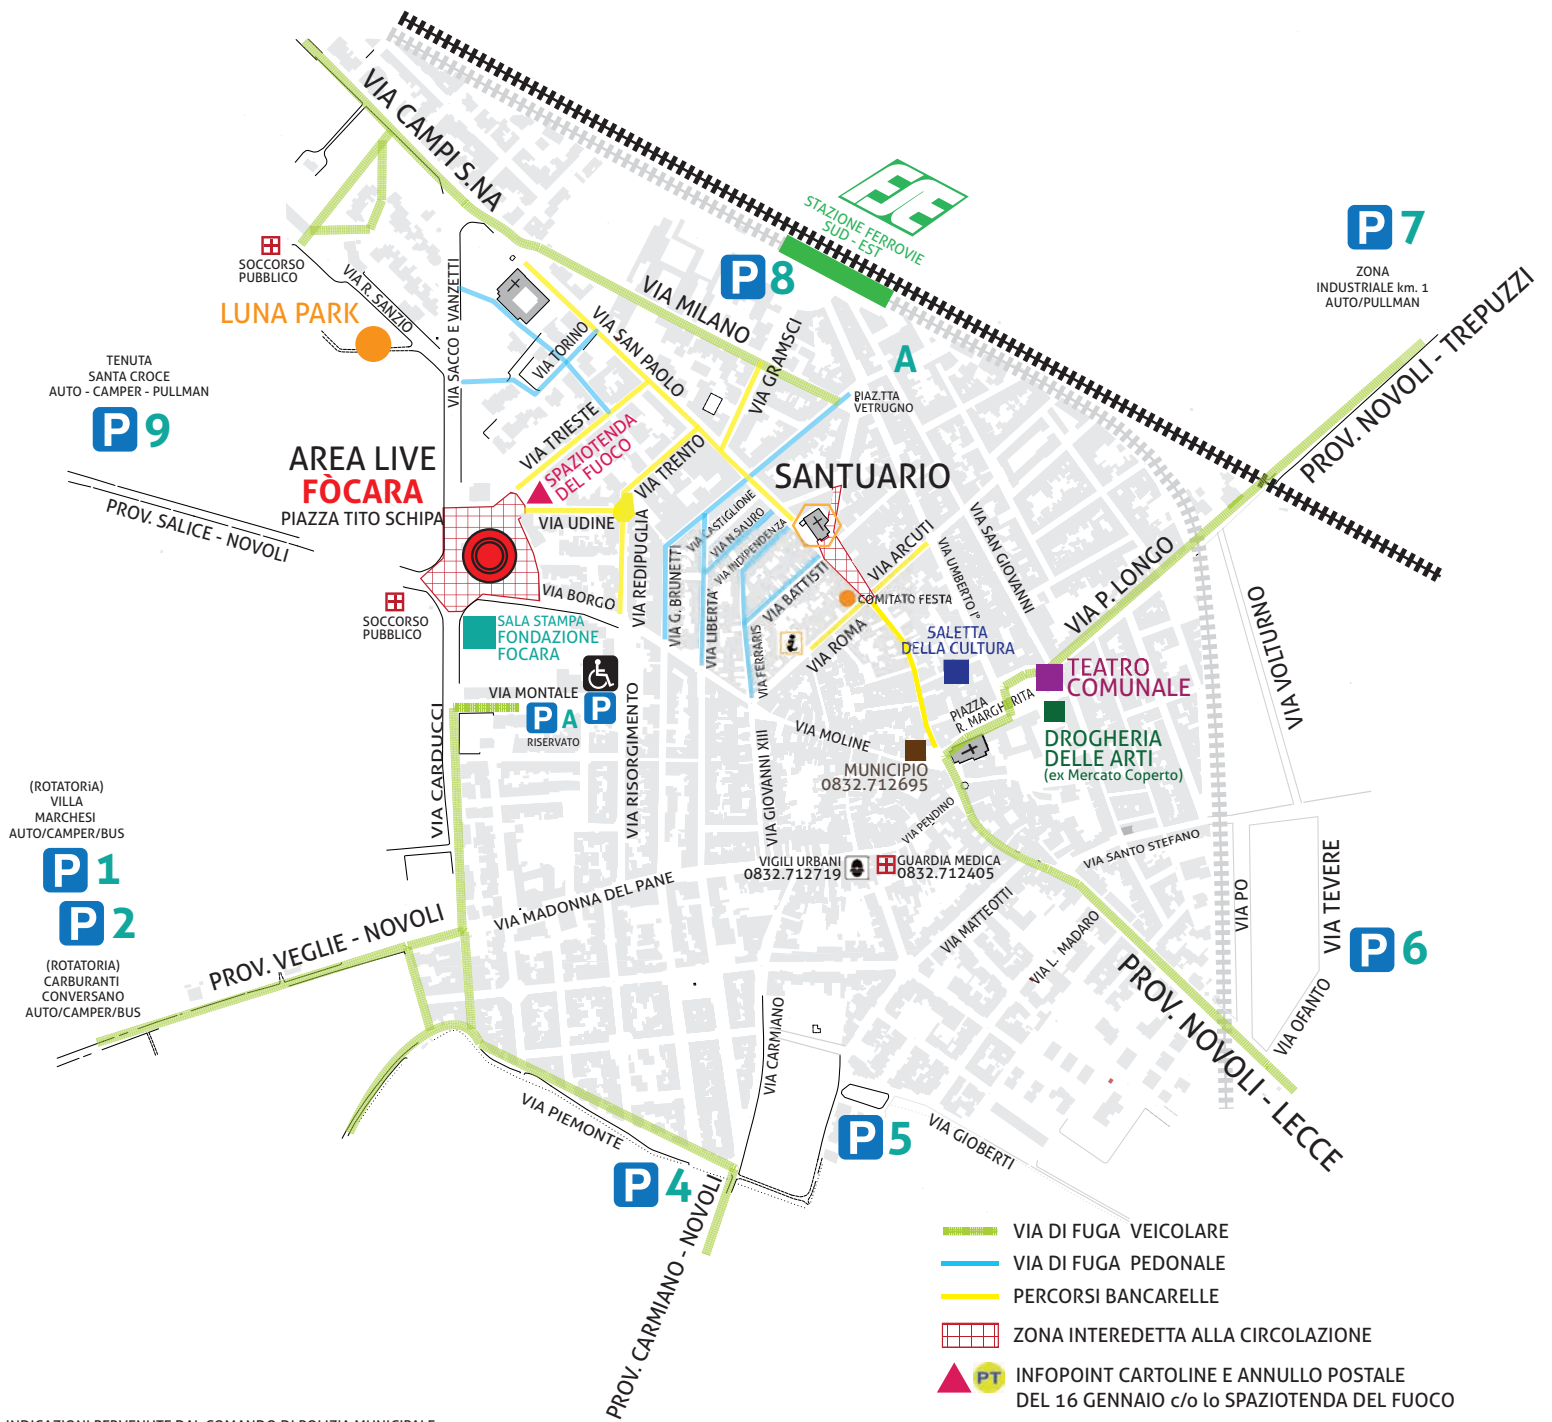 VIA CAMPI S.NA
STAZIONE FERROVIE
SUD - EST
P 7
ZONA
INDUSTRIALE km. 1
AUTO/PULLMAN
PROV. NOVOLI - TREPUZZI
SOCCORSO
PUBBLICO
VIA R. SANZIO
LUNA PARK
VIA SACCO E VANZETTI
P 8
VIA MILANO
VIA SAN PAOLO
VIA TORINO
VIA GRAMSCI
A
PIAZ.TTA
VETRUGNO
TENUTA
SANTA CROCE
AUTO - CAMPER - PULLMAN
P 9
PROV. SALICE - NOVOLI
AREA LIVE
FÒCARA
PIAZZA TITO SCHIPA
VIA TRIESTE
SPAZIOTENDA
DEL FUOCO
VIA TRENTO
VIA UDINE
VIA REDIPUGLIA
VIA BORGO
SANTUARIO
VIA CASTIGLIONE
VIA N.SAURO
VIA INDIPENDENZA
VIA BATTISTI
VIA G. BRUNETTI
VIA LIBERTA'
VIA FERRARIS
VIA ARCUTI
VIA ROMA
COMITATO FESTA
VIA UMBERTO I°
VIA SAN GIOVANNI
VIA P. LONGO
VIA VOLTURNO
SOCCORSO
PUBBLICO
SALA STAMPA
FONDAZIONE
FOCARA
i
SALETTA
DELLA CULTURA
TEATRO
COMUNALE
PIAZZA
R. MARGHERITA
DROGHERIA
DELLE ARTI
(ex Mercato Coperto)
VIA MONTALE
P A
RISERVATO
P
VIA CARDUCCI
VIA RISORGIMENTO
VIA GIOVANNI XIII
VIA MOLINE
MUNICIPIO
0832.712695
VIA PENDINO
VIGILI URBANI
0832.712719
GUARDIA MEDICA
0832.712405
VIA SANTO STEFANO
(ROTATORiA)
VILLA
MARCHESI
AUTO/CAMPER/BUS
P 1
P 2
(ROTATORIA)
CARBURANTI
CONVERSANO
AUTO/CAMPER/BUS
PROV. VEGLIE - NOVOLI
VIA MADONNA DEL PANE
VIA MATTEOTTI
VIA L. MADARO
VIA PO
VIA TEVERE
P 6
VIA OFANTO
PROV. NOVOLI - LECCE
VIA CARMIANO
VIA PIEMONTE
P 4
P 5
VIA GIOBERTI
PROV. CARMIANO - NOVOLI
VIA DI FUGA VEICOLARE
VIA DI FUGA PEDONALE
PERCORSI BANCARELLE
ZONA INTEREDETTA ALLA CIRCOLAZIONE
PT INFOPOINT CARTOLINE E ANNULLO POSTALE
DEL 16 GENNAIO c/o lo SPAZIOTENDA DEL FUOCO
INDICAZIONI PERVENUTE DAL COMANDO DI POLIZIA MUNICIPALE